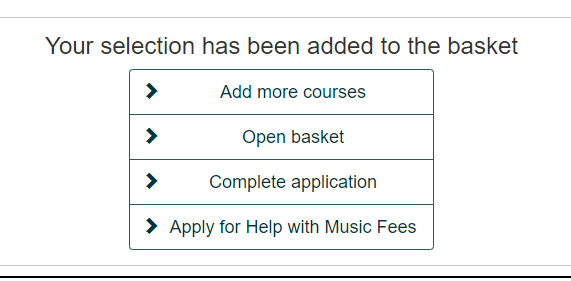 Your selection has been added to the basket
Add more courses
Open basket
Complete application
Apply for Help with Music Fees